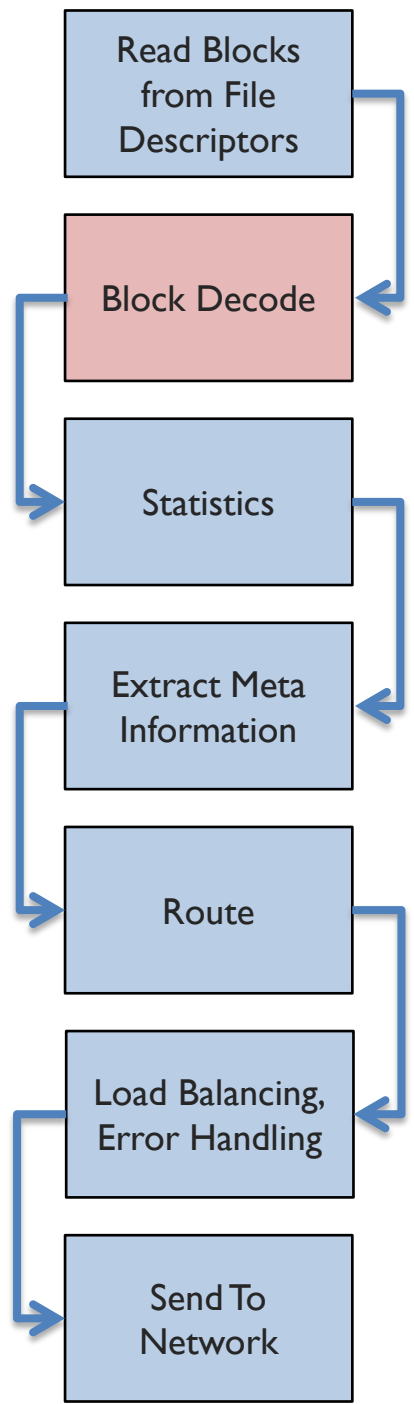 Read Blocks
from File
Descriptors
Block Decode
Statistics
Extract Meta
Information
Route
Load Balancing,
Error Handling
Send To
Network